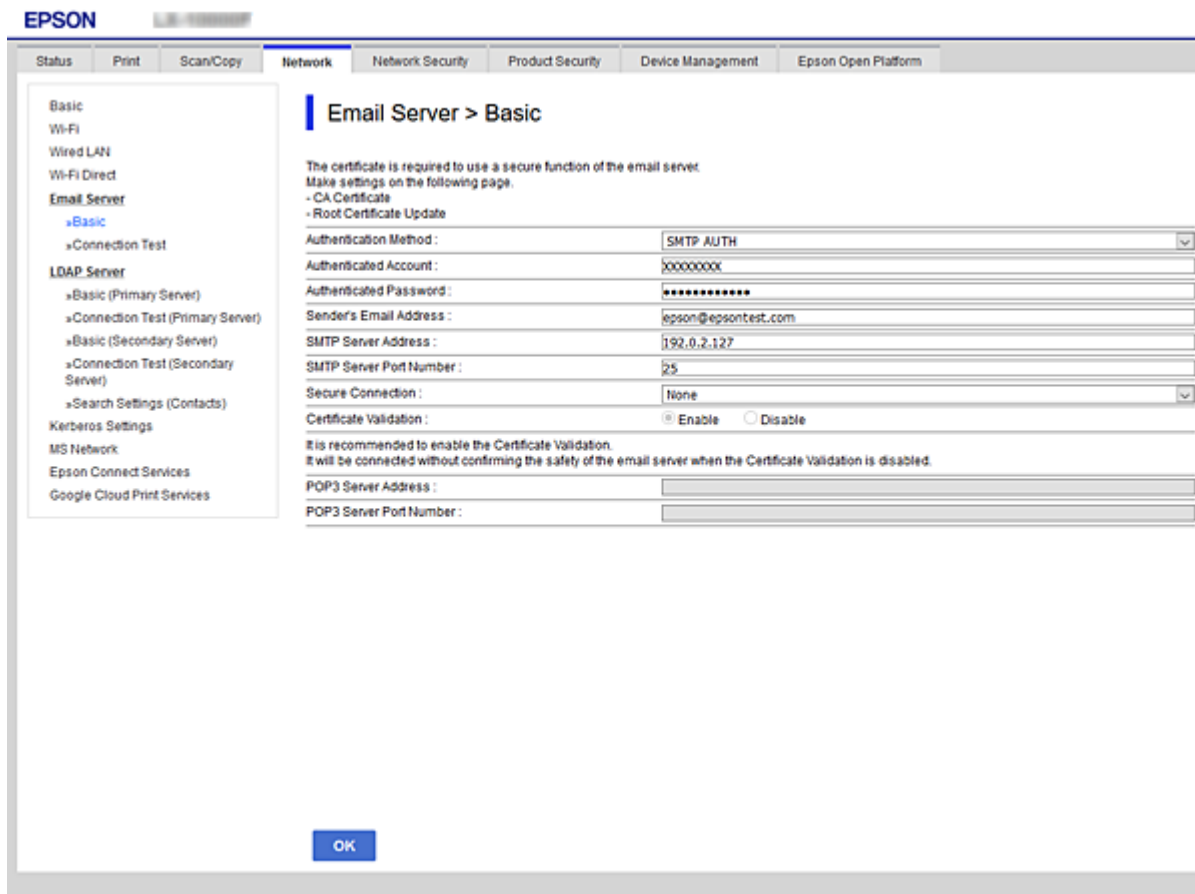 EPSON
Status Print Scan/Copy Network Network Security Product Security Device Management Epson Open Platform
Basic
Wi-Fi
Wired LAN
Wi-Fi Direct
Email Server
»Basic
»Connection Test
LDAP Server
»Basic (Primary Server)
»Connection Test (Primary Server)
»Basic (Secondary Server)
»Connection Test (Secondary
Server)
»Search Settings (Contacts)
Kerberos Settings
MS Network
Epson Connect Services
Google Cloud Print Services
Email Server > Basic
The certificate is required to use a secure function of the email server.
Make settings on the following page.
- CA Certificate
- Root Certificate Update
Authentication Method : SMTP AUTH
Authenticated Account : XXXXXXXX
Authenticated Password : ••••••••••••
Sender's Email Address : epson@epsontest.com
SMTP Server Address : 192.0.2.127
SMTP Server Port Number : 25
Secure Connection : None
Certificate Validation : Enable Disable
It is recommended to enable the Certificate Validation.
It will be connected without confirming the safety of the email server when the Certificate Validation is disabled.
POP3 Server Address :
POP3 Server Port Number :
OK